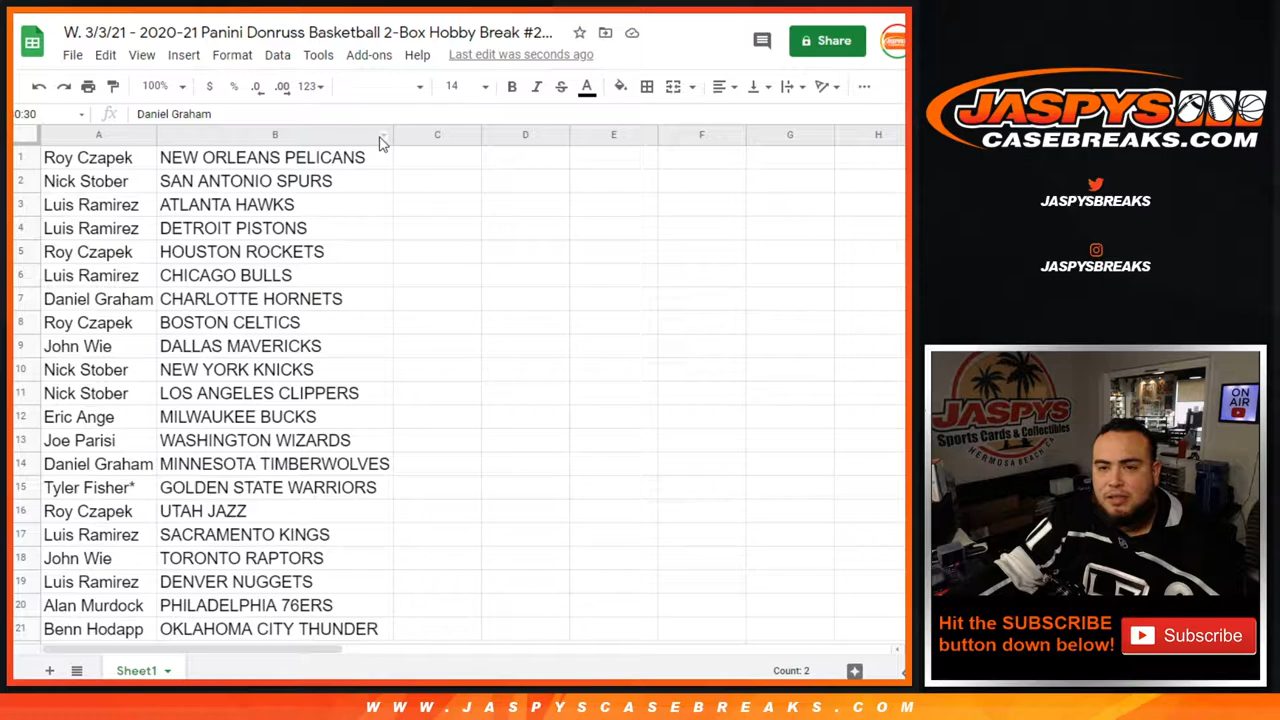 W. 3/3/21 - 2020-21 Panini Donruss Basketball 2-Box Hobby Break #2...
Share
File Edit View Insert Format Data Tools Add-ons Help Last edit was seconds ago
100% $ % .0 .00 123 14 B I S A
0:30 fx Daniel Graham
A B C D E F G H
1 Roy Czapek NEW ORLEANS PELICANS
2 Nick Stober SAN ANTONIO SPURS
3 Luis Ramirez ATLANTA HAWKS
4 Luis Ramirez DETROIT PISTONS
5 Roy Czapek HOUSTON ROCKETS
6 Luis Ramirez CHICAGO BULLS
7 Daniel Graham CHARLOTTE HORNETS
8 Roy Czapek BOSTON CELTICS
9 John Wie DALLAS MAVERICKS
10 Nick Stober NEW YORK KNICKS
11 Nick Stober LOS ANGELES CLIPPERS
12 Eric Ange MILWAUKEE BUCKS
13 Joe Parisi WASHINGTON WIZARDS
14 Daniel Graham MINNESOTA TIMBERWOLVES
15 Tyler Fisher* GOLDEN STATE WARRIORS
16 Roy Czapek UTAH JAZZ
17 Luis Ramirez SACRAMENTO KINGS
18 John Wie TORONTO RAPTORS
19 Luis Ramirez DENVER NUGGETS
20 Alan Murdock PHILADELPHIA 76ERS
21 Benn Hodapp OKLAHOMA CITY THUNDER
Sheet1
Count: 2
JASPYS
CASEBREAKS.COM
JASPYSBREAKS
JASPYSBREAKS
JASPYS
Sports Cards & Collectibles
HERMOSA BEACH
ON
AIR
LA
Hit the SUBSCRIBE
button down below!
Subscribe
WWW.JASPYSCASEBREAKS.COM